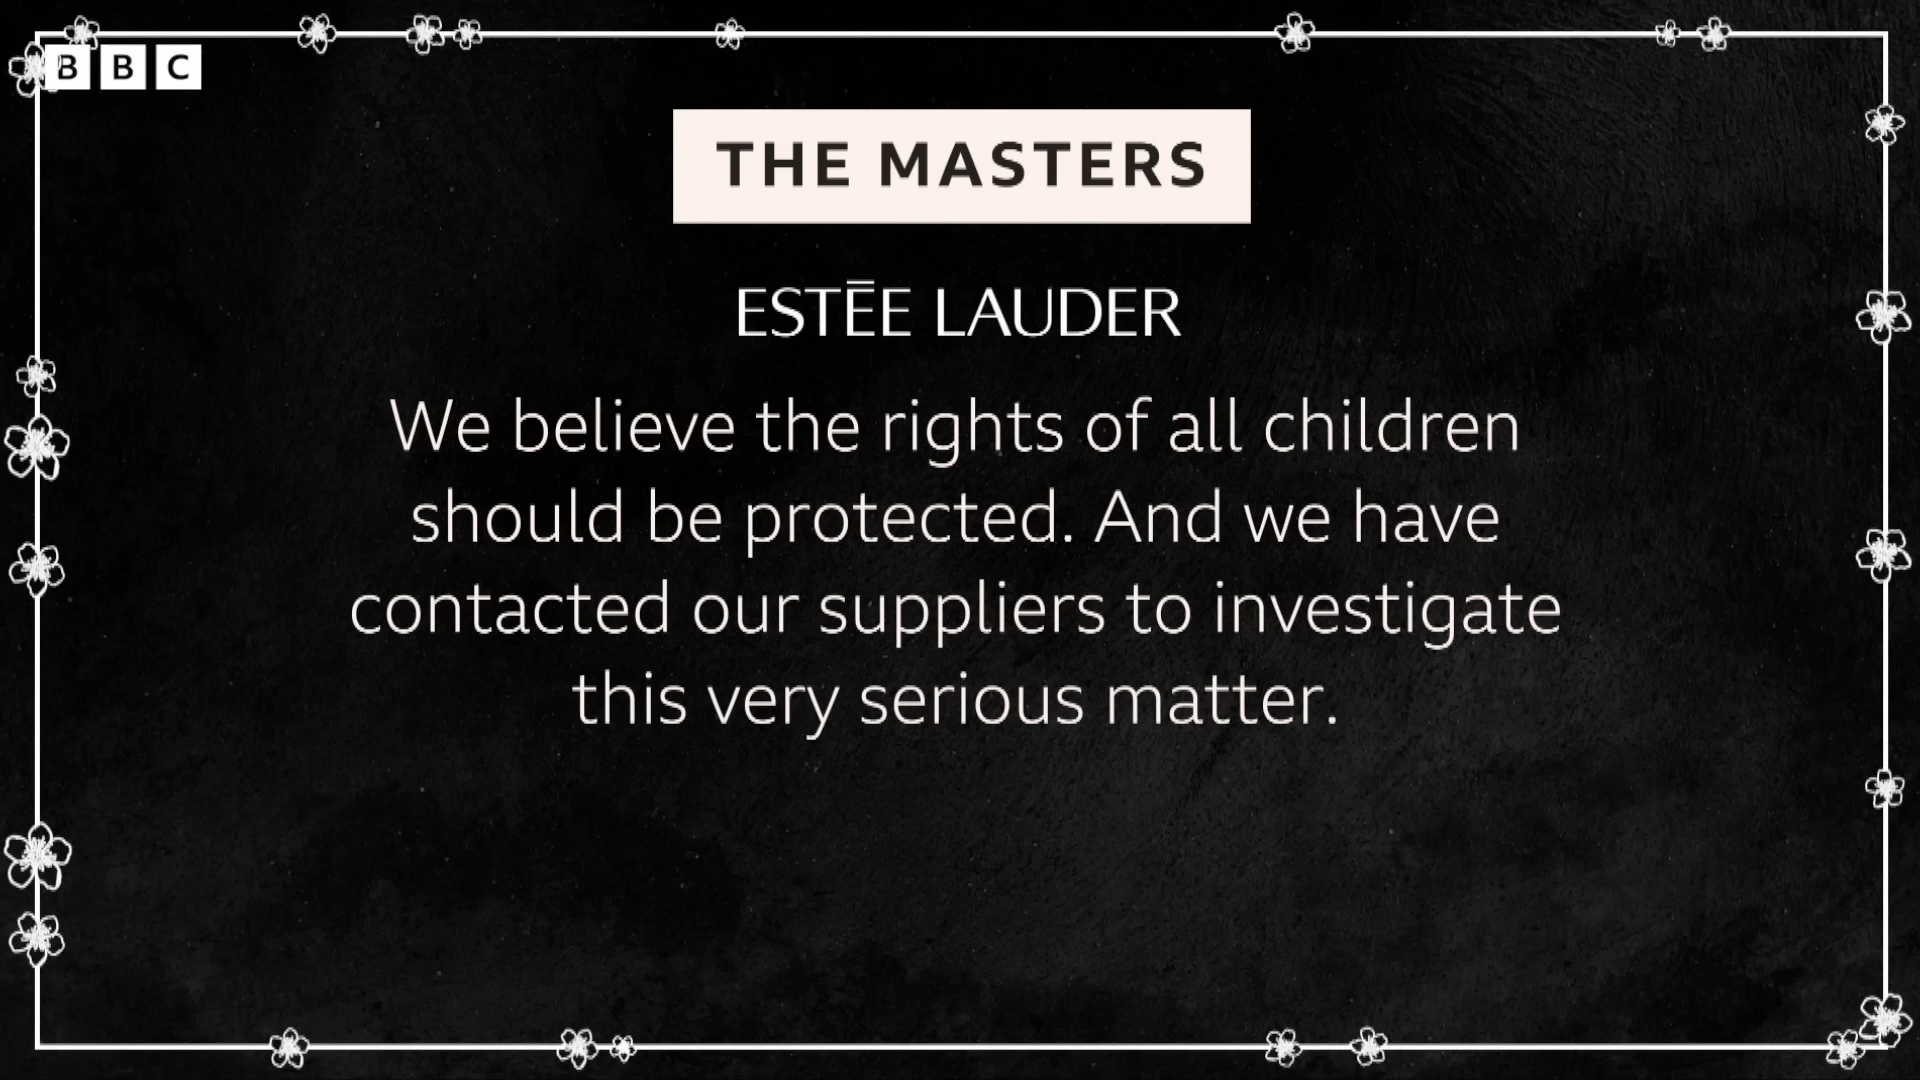 BBC
THE MASTERS
ESTĒE LAUDER
We believe the rights of all children
should be protected. And we have
contacted our suppliers to investigate
this very serious matter.